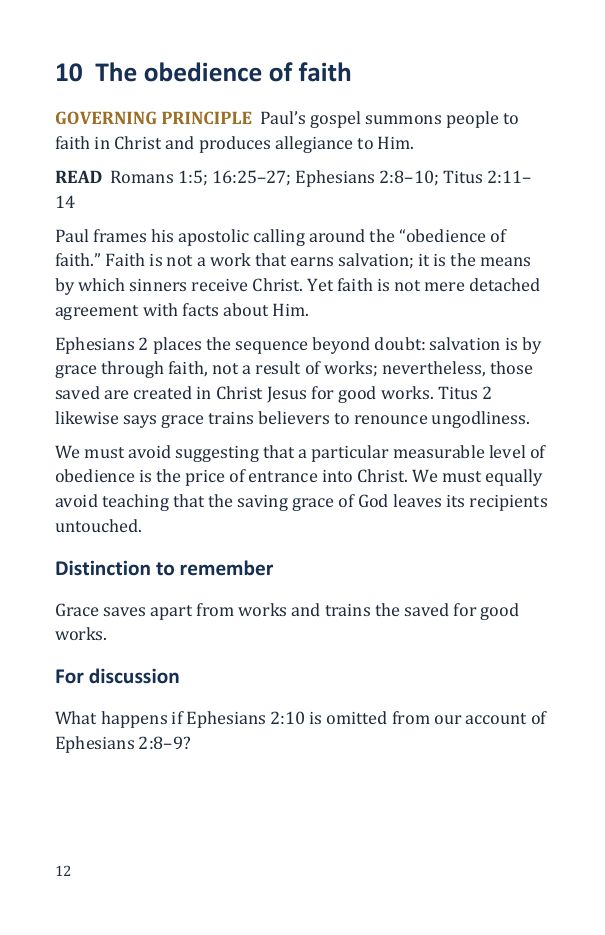 10 The obedience of faith
GOVERNING PRINCIPLE Paul’s gospel summons people to
faith in Christ and produces allegiance to Him.
READ Romans 1:5; 16:25–27; Ephesians 2:8–10; Titus 2:11–
14
Paul frames his apostolic calling around the “obedience of
faith.” Faith is not a work that earns salvation; it is the means
by which sinners receive Christ. Yet faith is not mere detached
agreement with facts about Him.
Ephesians 2 places the sequence beyond doubt: salvation is by
grace through faith, not a result of works; nevertheless, those
saved are created in Christ Jesus for good works. Titus 2
likewise says grace trains believers to renounce ungodliness.
We must avoid suggesting that a particular measurable level of
obedience is the price of entrance into Christ. We must equally
avoid teaching that the saving grace of God leaves its recipients
untouched.
Distinction to remember
Grace saves apart from works and trains the saved for good
works.
For discussion
What happens if Ephesians 2:10 is omitted from our account of
Ephesians 2:8–9?
12